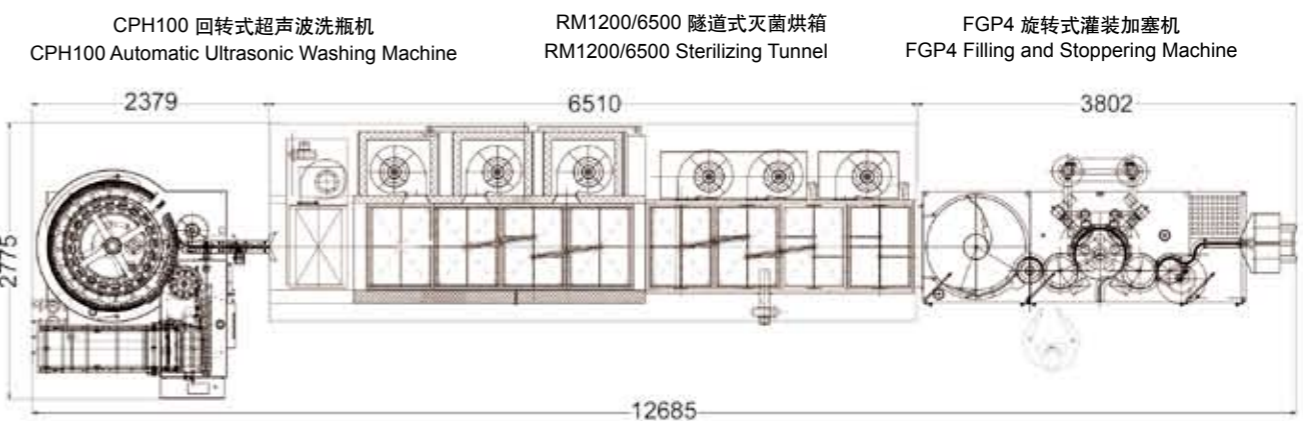 CPH100 回转式超声波洗瓶机
CPH100 Automatic Ultrasonic Washing Machine
RM1200/6500 隧道式灭菌烘箱
RM1200/6500 Sterilizing Tunnel
FGP4 旋转式灌装加塞机
FGP4 Filling and Stoppering Machine
2379
6510
3802
2775
12685